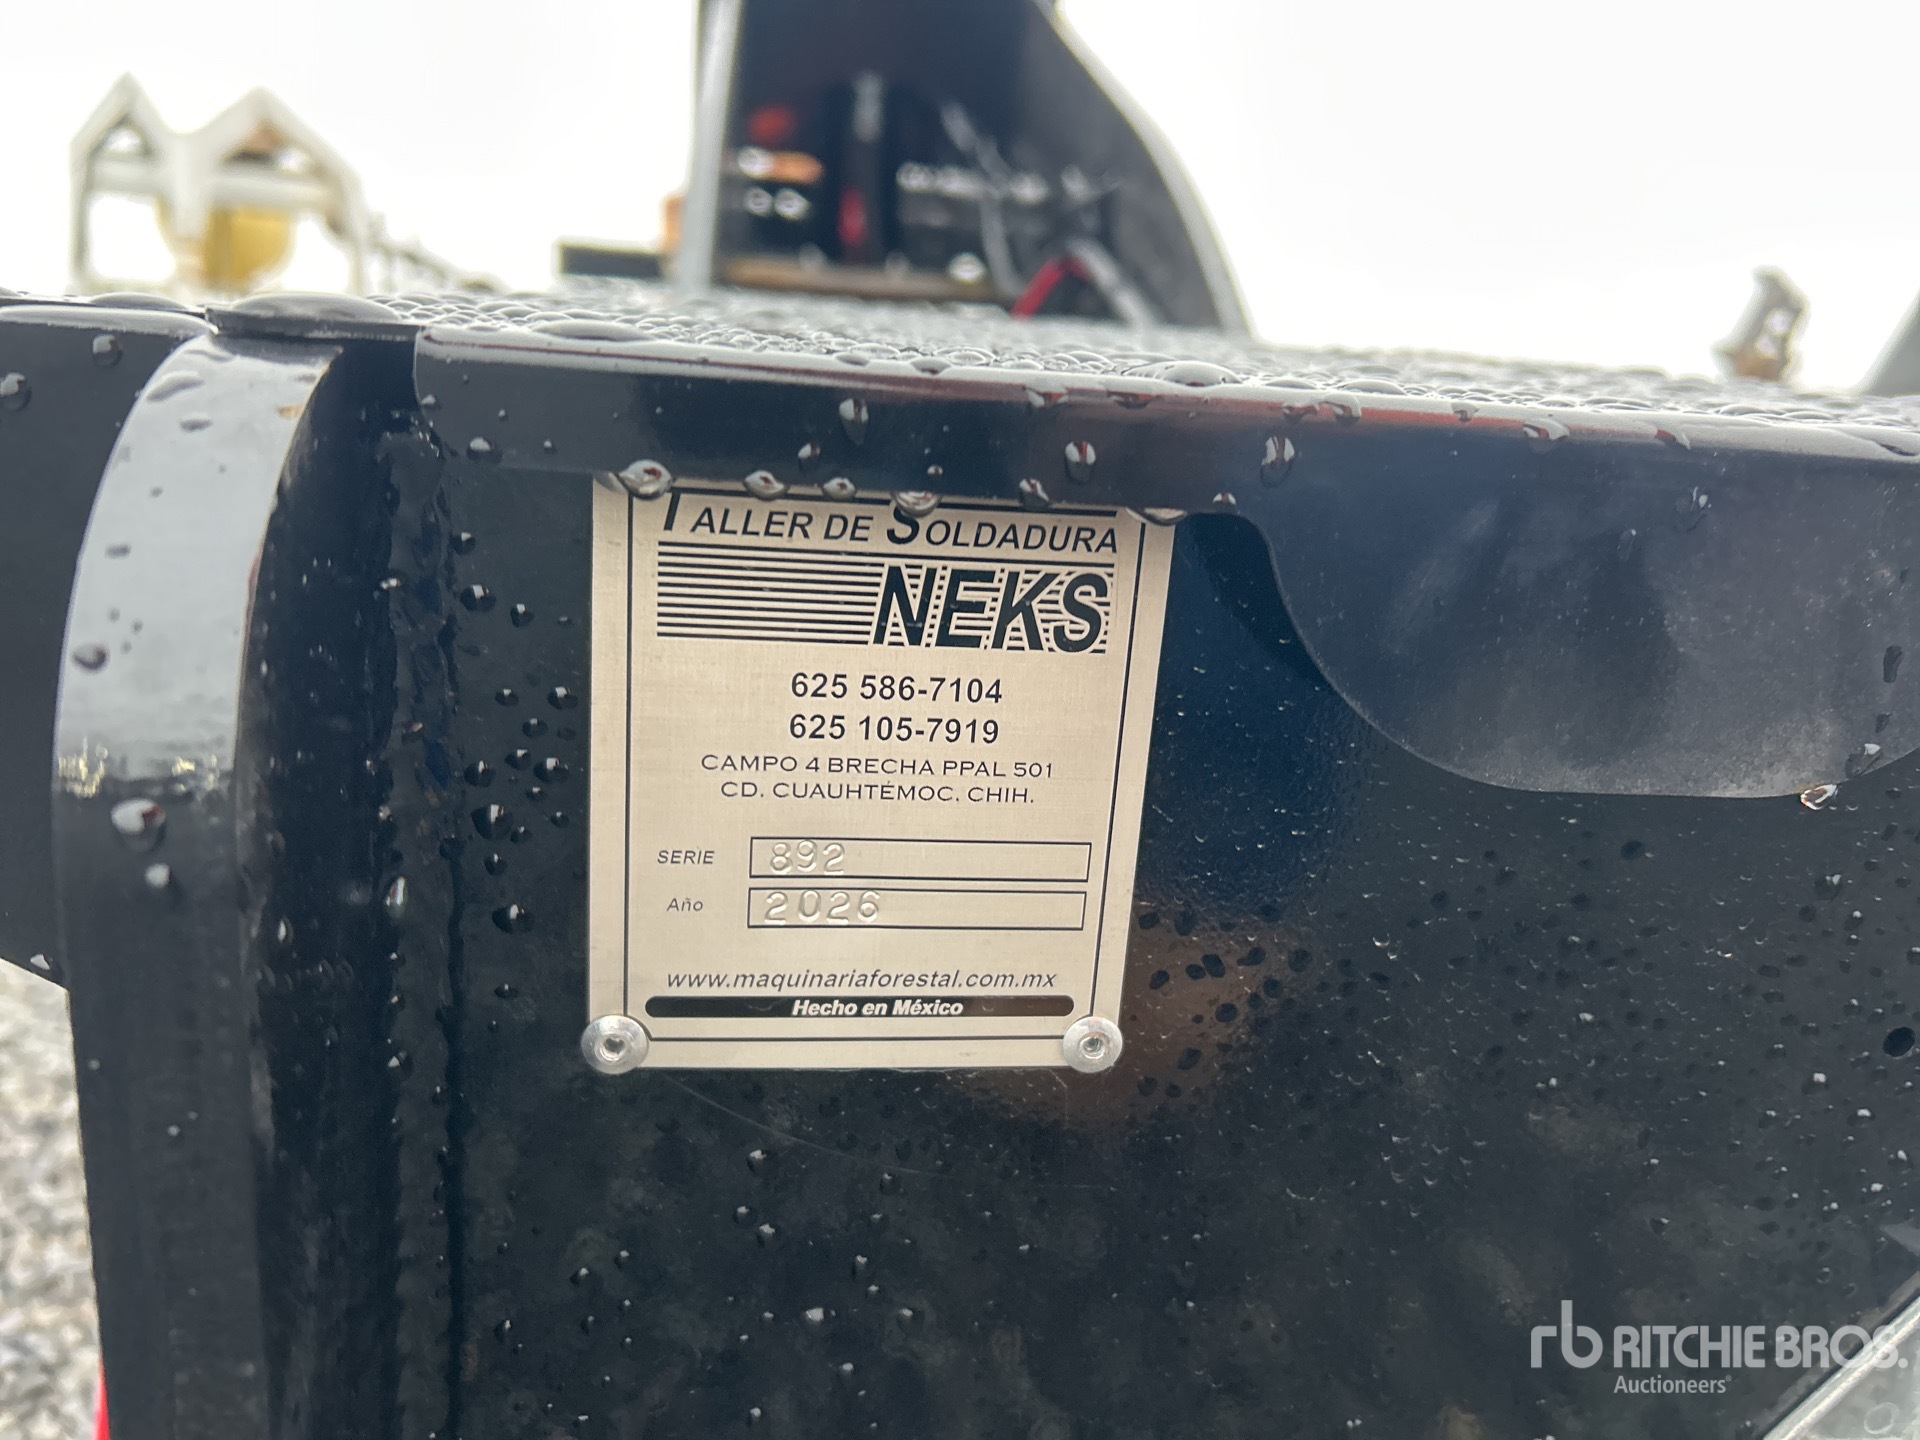 TALLER DE SOLDADURA
NEKS
625 586-7104
625 105-7919
CAMPO 4 BRECHA PPAL 501
CD. CUAUHTÉMOC. CHIH.
SERIE 892
Año 2026
www.maquinariaforestal.com.mx
Hecho en México
rb RITCHIE BROS.
Auctioneers